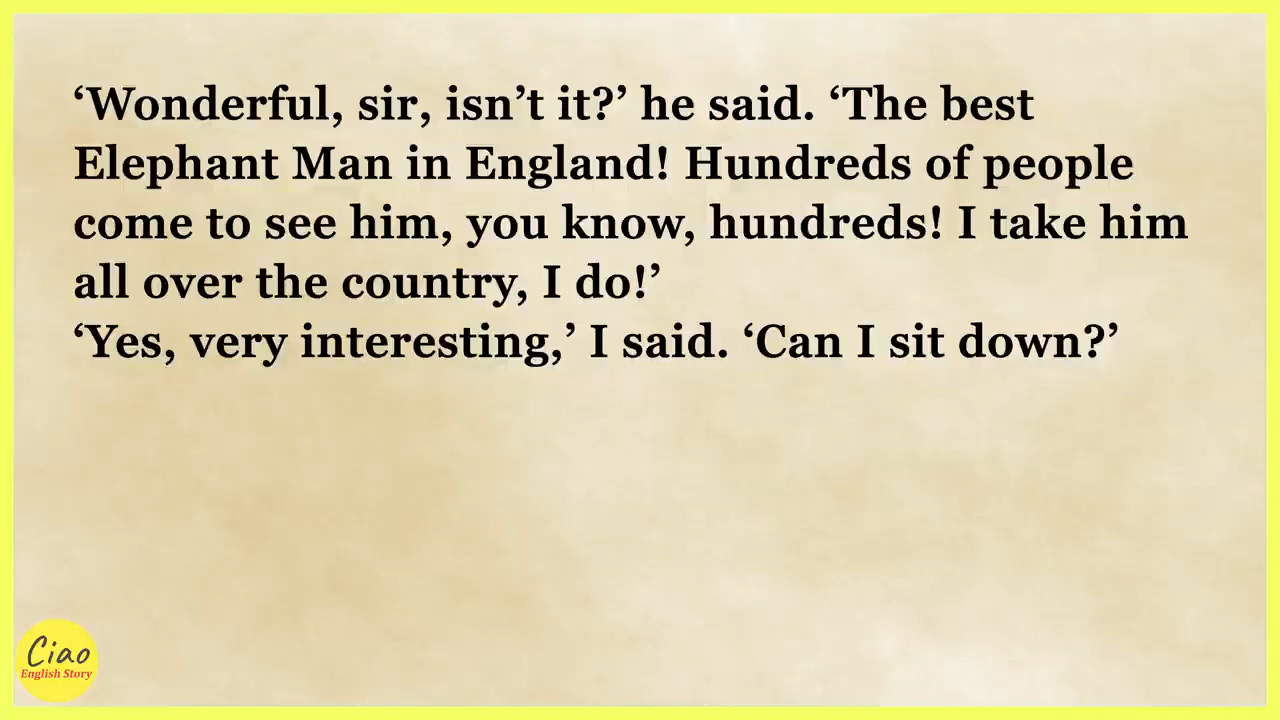 ‘Wonderful, sir, isn’t it?’ he said. ‘The best
Elephant Man in England! Hundreds of people
come to see him, you know, hundreds! I take him
all over the country, I do!’
‘Yes, very interesting,’ I said. ‘Can I sit down?’
Ciao
English Story